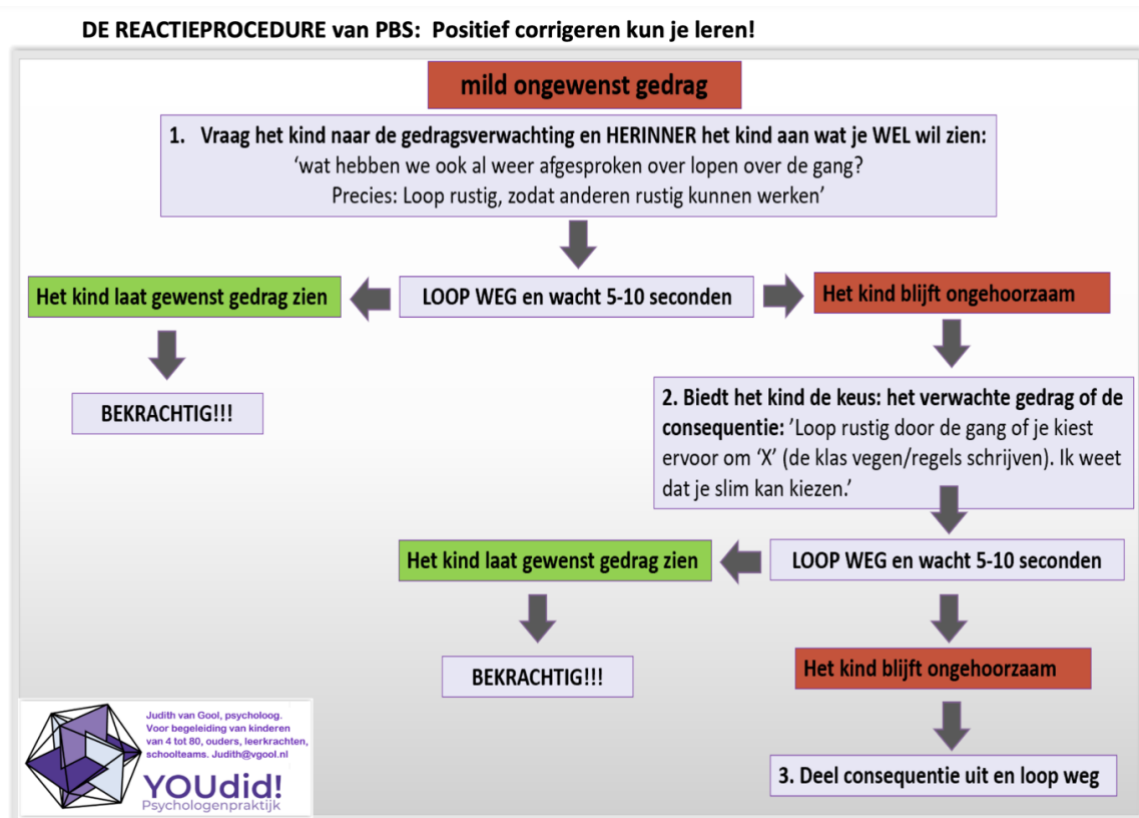 DE REACTIEPROCEDURE van PBS: Positief corrigeren kun je leren!
mild ongewenst gedrag
1. Vraag het kind naar de gedragsverwachting en HERINNER het kind aan wat je WEL wil zien:
‘wat hebben we ook al weer afgesproken over lopen over de gang?
Precies: Loop rustig, zodat anderen rustig kunnen werken’
Het kind laat gewenst gedrag zien
LOOP WEG en wacht 5-10 seconden
Het kind blijft ongehoorzaam
BEKRACHTIG!!!
2. Biedt het kind de keus: het verwachte gedrag of de
consequentie: ’Loop rustig door de gang of je kiest
ervoor om ‘X’ (de klas vegen/regels schrijven). Ik weet
dat je slim kan kiezen.’
Het kind laat gewenst gedrag zien
LOOP WEG en wacht 5-10 seconden
BEKRACHTIG!!!
Het kind blijft ongehoorzaam
3. Deel consequentie uit en loop weg
Judith van Gool, psycholoog.
Voor begeleiding van kinderen
van 4 tot 80, ouders, leerkrachten,
schoolteams. Judith@vgool.nl
YOUdid!
Psychologenpraktijk